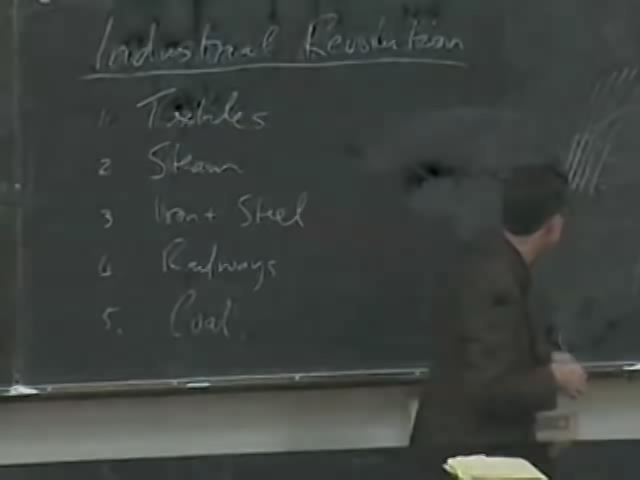 Industrial Revolution
1. Textiles
2 Steam
3 Iron + Steel
4 Railways
5. Coal.